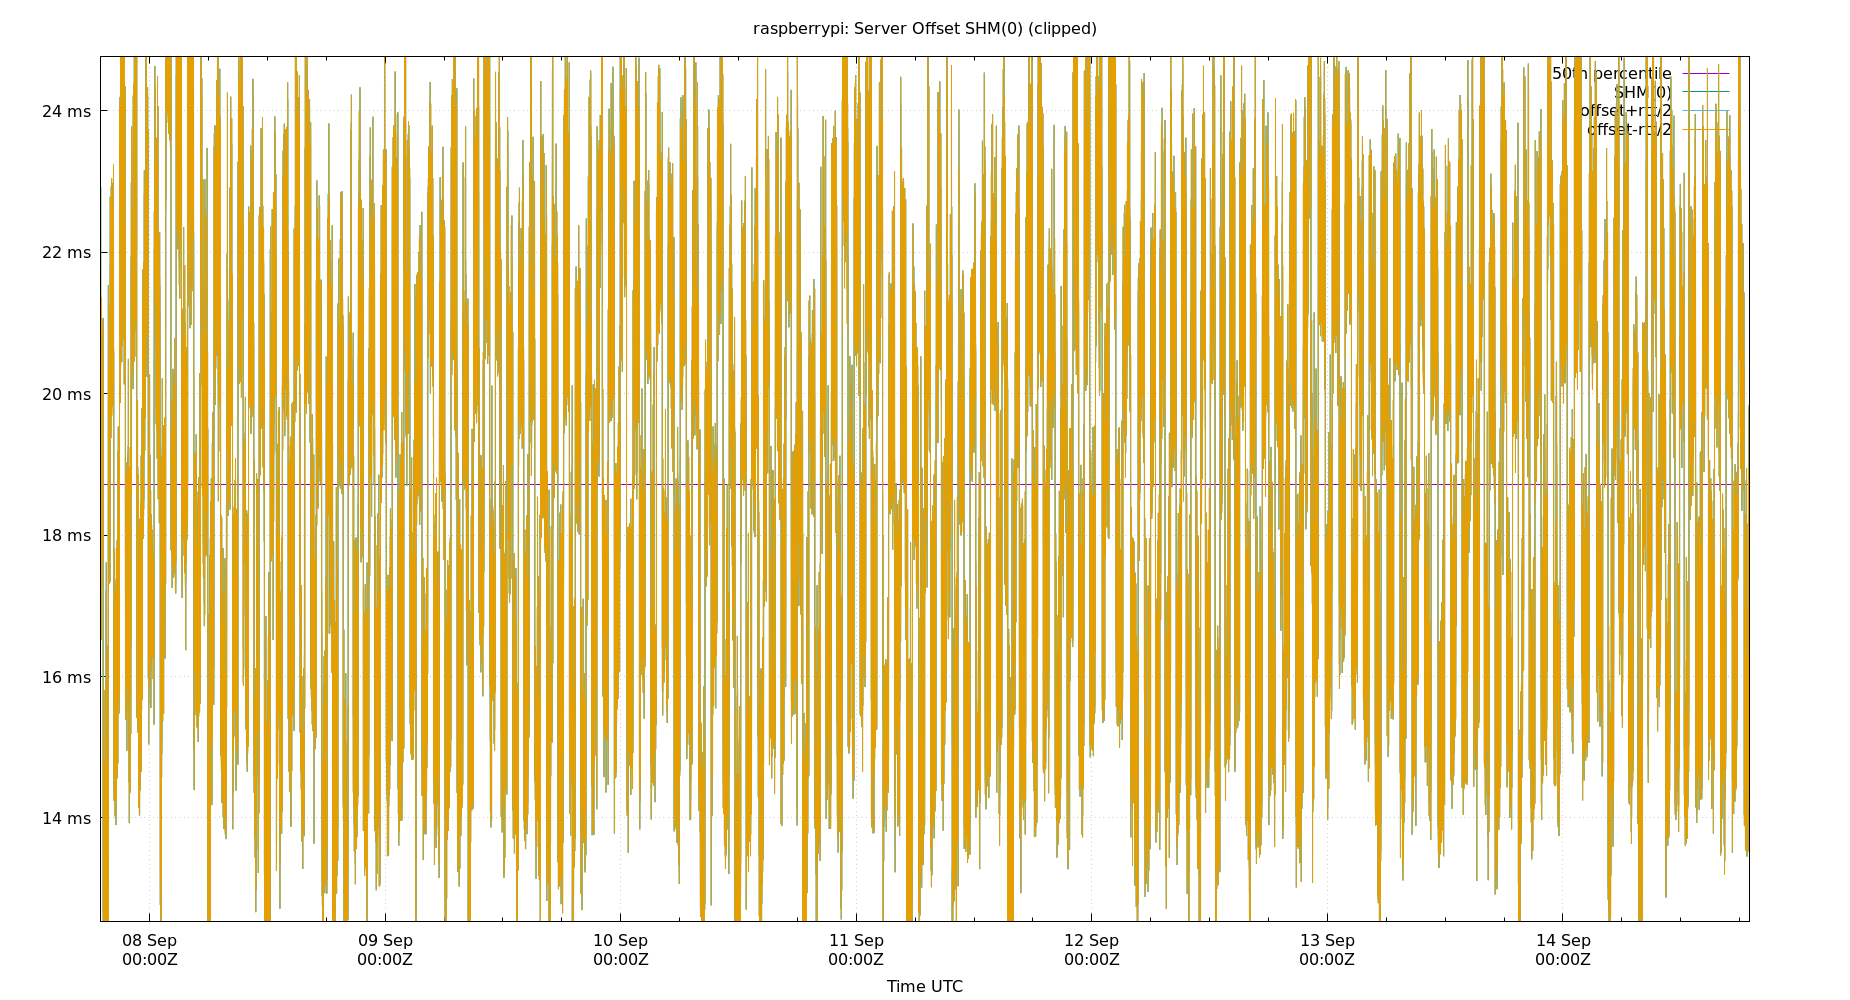 raspberrypi: Server Offset SHM(0) (clipped)
50th percentile
SHM(0)
offset+rtt/2
offset-rtt/2
24 ms
22 ms
20 ms
18 ms
16 ms
14 ms
08 Sep 09 Sep 10 Sep 11 Sep 12 Sep 13 Sep 14 Sep
00:00Z 00:00Z 00:00Z 00:00Z 00:00Z 00:00Z 00:00Z
Time UTC